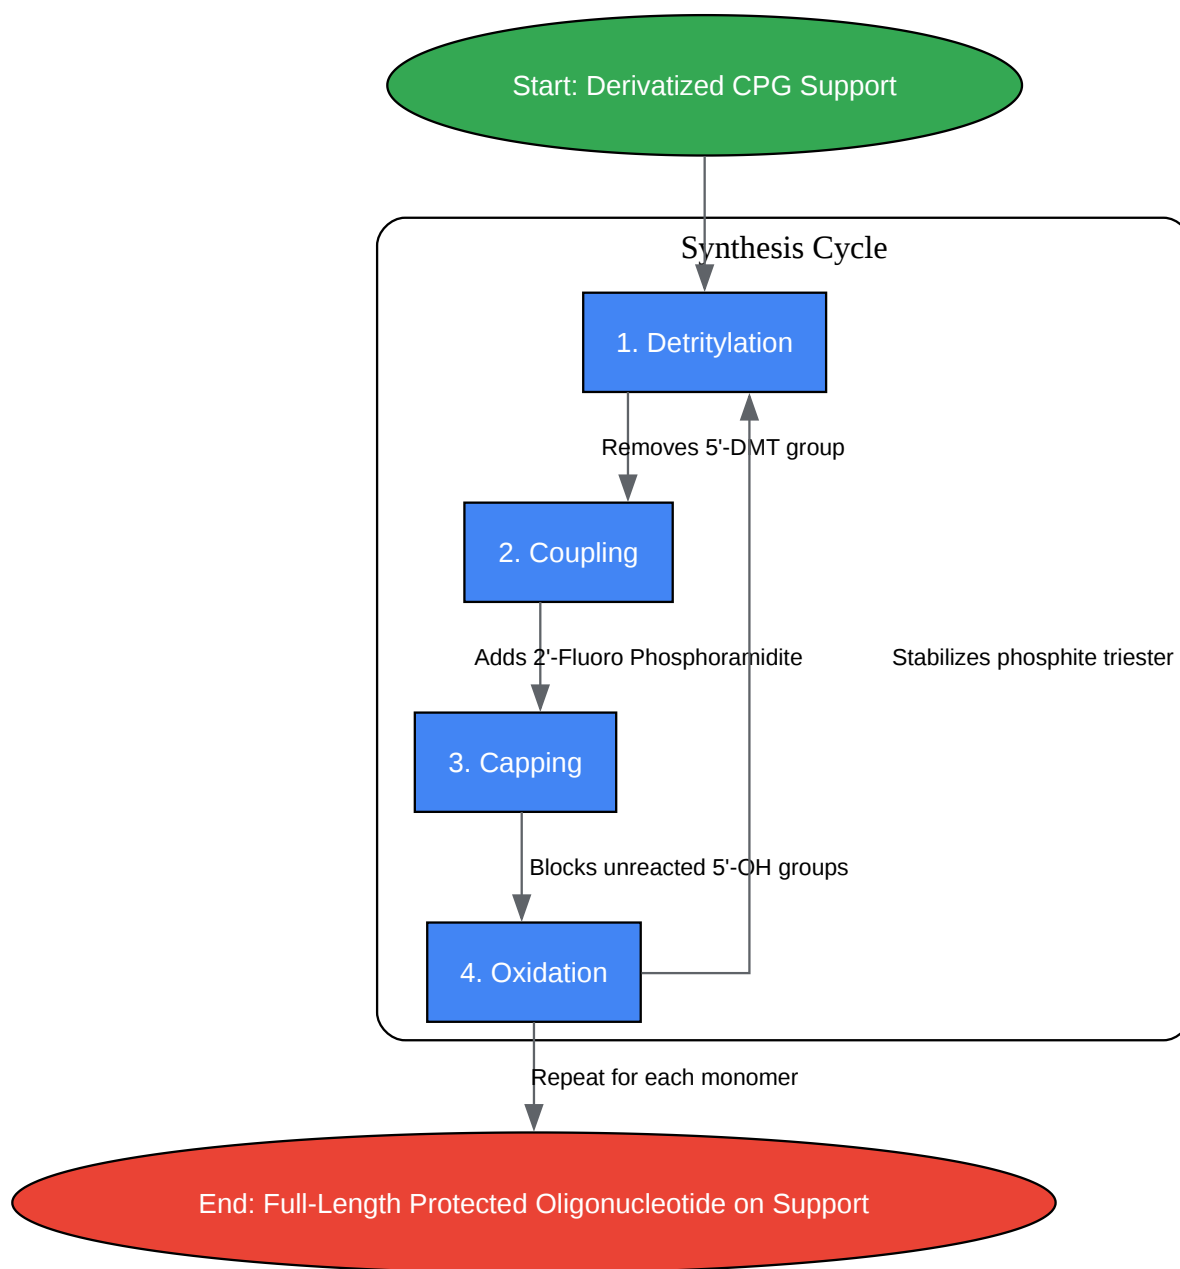 Start: Derivatized CPG Support
Synthesis Cycle
1. Detritylation
Removes 5'-DMT group
2. Coupling
Adds 2'-Fluoro Phosphoramidite
Stabilizes phosphite triester
3. Capping
Blocks unreacted 5'-OH groups
4. Oxidation
Repeat for each monomer
End: Full-Length Protected Oligonucleotide on Support